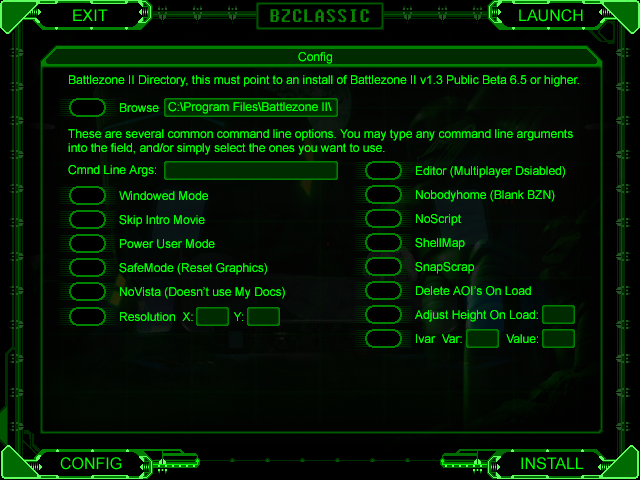 EXIT
BZCLASSIC
LAUNCH
Config
Battlezone II Directory, this must point to an install of Battlezone II v1.3 Public Beta 6.5 or higher.
Browse C:\Program Files\Battlezone II\
These are several common command line options. You may type any command line arguments
into the field, and/or simply select the ones you want to use.
Cmnd Line Args:
Windowed Mode
Skip Intro Movie
Power User Mode
SafeMode (Reset Graphics)
NoVista (Doesn't use My Docs)
Resolution X: Y:
Editor (Multiplayer Dsiabled)
Nobodyhome (Blank BZN)
NoScript
ShellMap
SnapScrap
Delete AOI's On Load
Adjust Height On Load:
Ivar Var: Value:
CONFIG
INSTALL